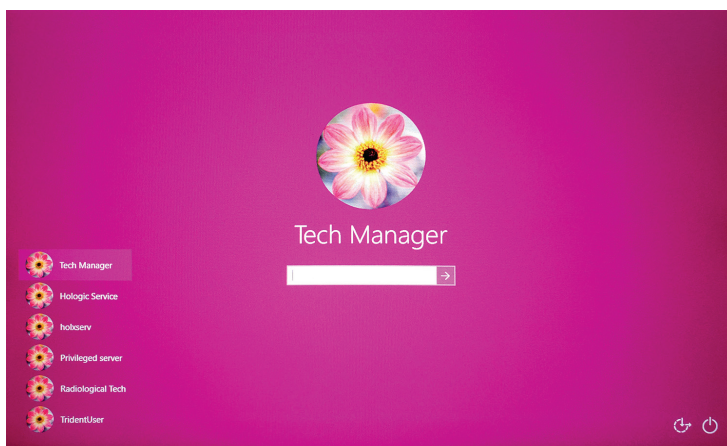 Tech Manager
Tech Manager
Hologic Service
holxserv
Privileged server
Radiological Tech
TridentUser